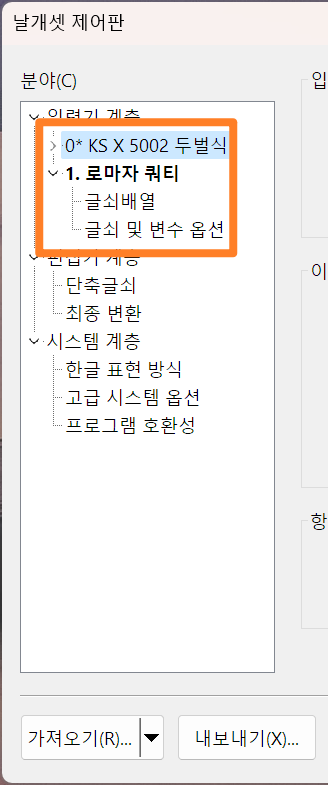 날개셋 제어판
분야(C)
입력기 계층
0* KS X 5002 두벌식
1. 로마자 쿼티
글쇠배열
글쇠 및 변수 옵션
편집기 계층
단축글쇠
최종 변환
시스템 계층
한글 표현 방식
고급 시스템 옵션
프로그램 호환성
입
이
항
가져오기(R)...
내보내기(X)...